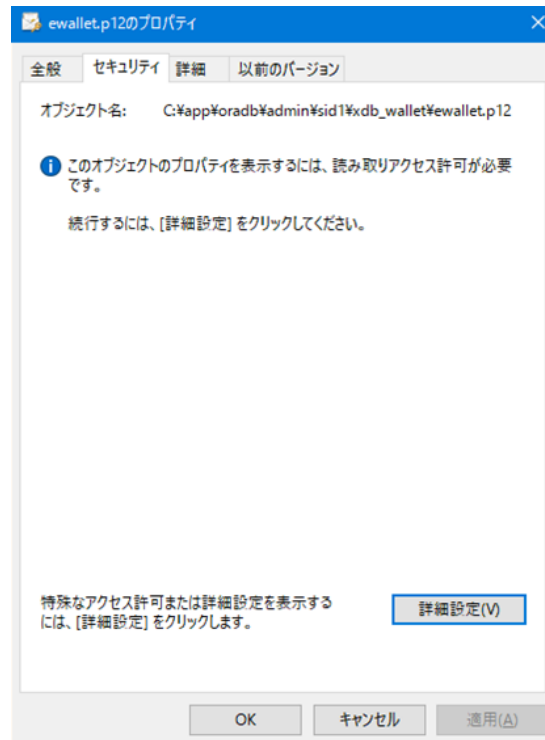 ewallet.p12のプロパティ
全般 セキュリティ 詳細 以前のバージョン
オブジェクト名: C:¥app¥oradb¥admin¥sid1¥xdb_wallet¥ewallet.p12
このオブジェクトのプロパティを表示するには、読み取りアクセス許可が必要
です。
続行するには、[詳細設定] をクリックしてください。
特殊なアクセス許可または詳細設定を表示する
には、[詳細設定] をクリックします。
詳細設定(V)
OK キャンセル 適用(A)